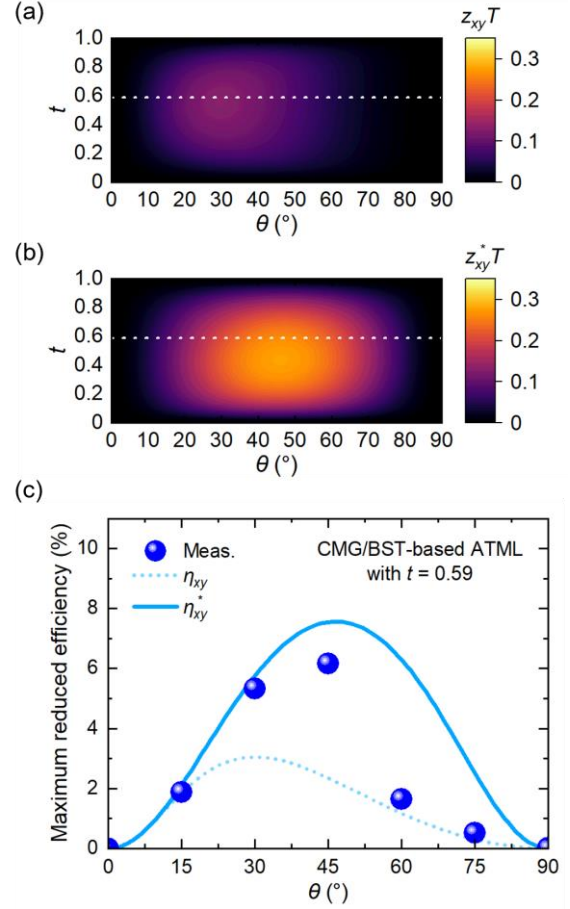 (a)
z_xy T
1.0
0.8
0.6
0.4
0.2
0
t
0 10 20 30 40 50 60 70 80 90
θ (°)
0.3
0.2
0.1
0
(b)
z*_xy T
1.0
0.8
0.6
0.4
0.2
0
t
0 10 20 30 40 50 60 70 80 90
θ (°)
0.3
0.2
0.1
0
(c)
Maximum reduced efficiency (%)
10
8
6
4
2
0
Meas.
η_xy
η*_xy
CMG/BST-based ATML
with t = 0.59
0 15 30 45 60 75 90
θ (°)